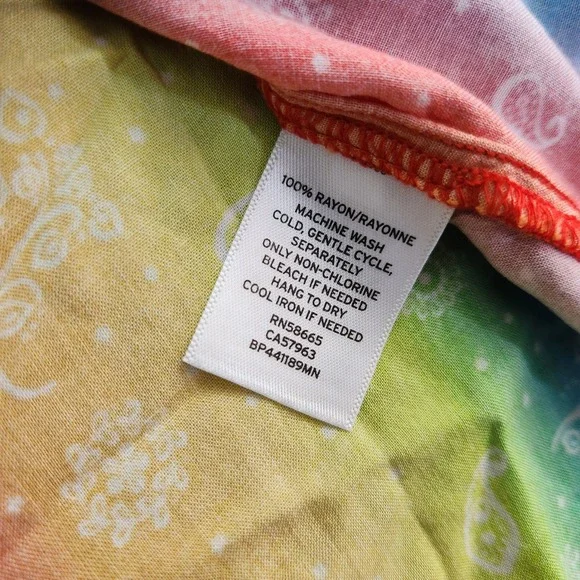 100% RAYON/RAYONNE
MACHINE WASH
COLD, GENTLE CYCLE,
SEPARATELY
ONLY NON-CHLORINE
BLEACH IF NEEDED
HANG TO DRY
COOL IRON IF NEEDED
RN58665
CA57963
BP441189MN